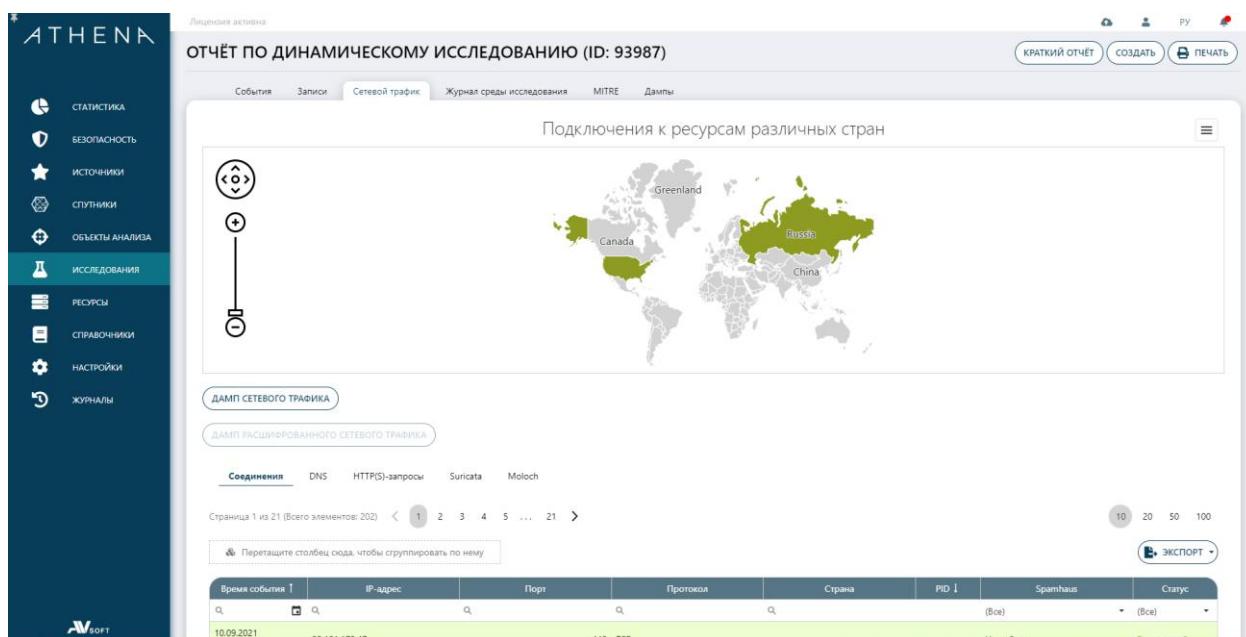 Лицензия активна
РУ
ATHENA
ОТЧЁТ ПО ДИНАМИЧЕСКОМУ ИССЛЕДОВАНИЮ (ID: 93987)
КРАТКИЙ ОТЧЁТ
СОЗДАТЬ
ПЕЧАТЬ
События Записи Сетевой трафик Журнал среды исследования MITRE Дампы
СТАТИСТИКА
БЕЗОПАСНОСТЬ
ИСТОЧНИКИ
СПУТНИКИ
ОБЪЕКТЫ АНАЛИЗА
ИССЛЕДОВАНИЯ
РЕСУРСЫ
СПРАВОЧНИКИ
НАСТРОЙКИ
ЖУРНАЛЫ
AVSOFT
Подключения к ресурсам различных стран
Greenland
Canada
Russia
China
ДАМП СЕТЕВОГО ТРАФИКА
ДАМП РАСШИФРОВАННОГО СЕТЕВОГО ТРАФИКА
Соединения DNS HTTP(S)-запросы Suricata Moloch
Страница 1 из 21 (Всего элементов: 202) 1 2 3 4 5 ... 21
10 20 50 100
Перетащите столбец сюда, чтобы сгруппировать по нему
ЭКСПОРТ
Время события IP-адрес Порт Протокол Страна PID Spamhaus Статус
(Все) (Все)
10.09.2021